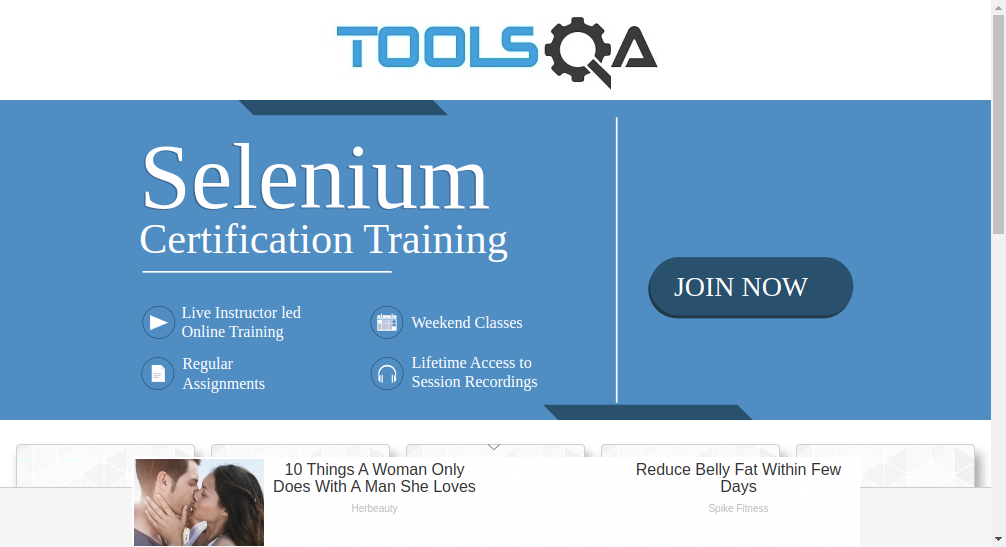 TOOLSQA
Selenium
Certification Training
Live Instructor led
Online Training
Weekend Classes
Regular
Assignments
Lifetime Access to
Session Recordings
JOIN NOW
10 Things A Woman Only
Does With A Man She Loves
Herbeauty
Reduce Belly Fat Within Few
Days
Spike Fitness